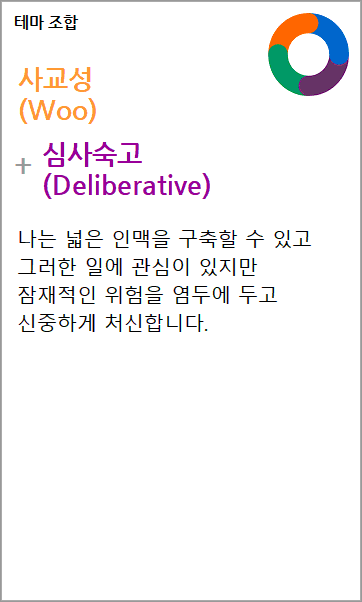 테마 조합
사교성
(Woo)
+ 심사숙고
(Deliberative)
나는 넓은 인맥을 구축할 수 있고
그러한 일에 관심이 있지만
잠재적인 위험을 염두에 두고
신중하게 처신합니다.